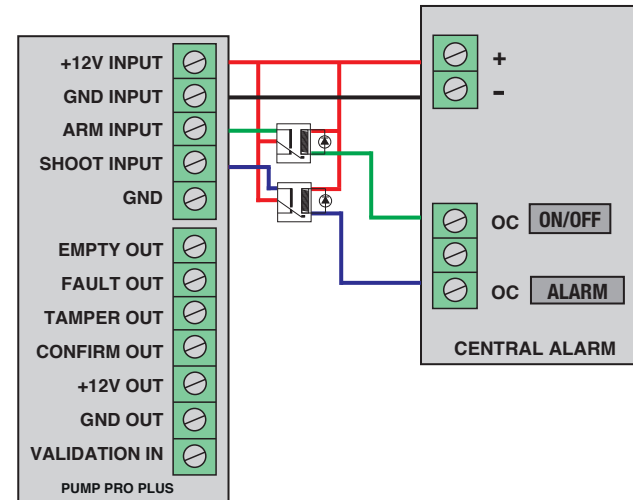 +12V INPUT
GND INPUT
ARM INPUT
SHOOT INPUT
GND
EMPTY OUT
FAULT OUT
TAMPER OUT
CONFIRM OUT
+12V OUT
GND OUT
VALIDATION IN
PUMP PRO PLUS
+
-
OC ON/OFF
OC ALARM
CENTRAL ALARM